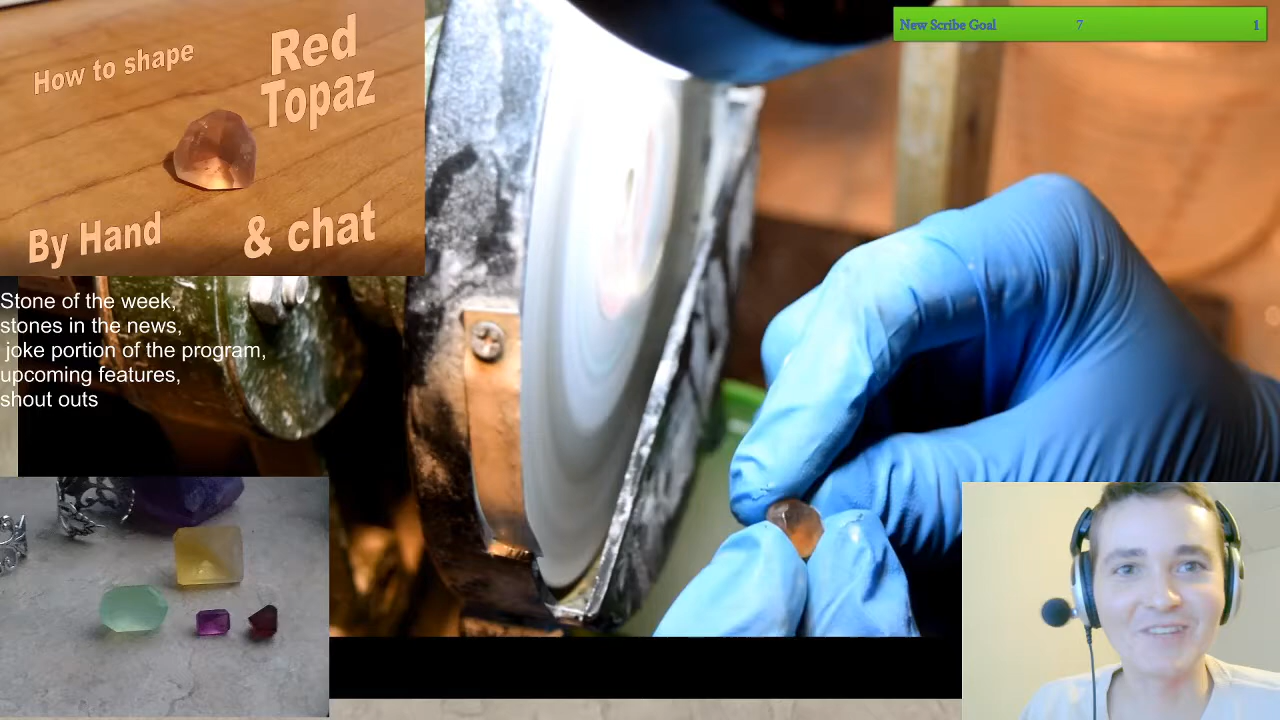 How to shape
Red
Topaz
By Hand
& chat
New Scribe Goal 7 1
Stone of the week,
stones in the news,
joke portion of the program,
upcoming features,
shout outs